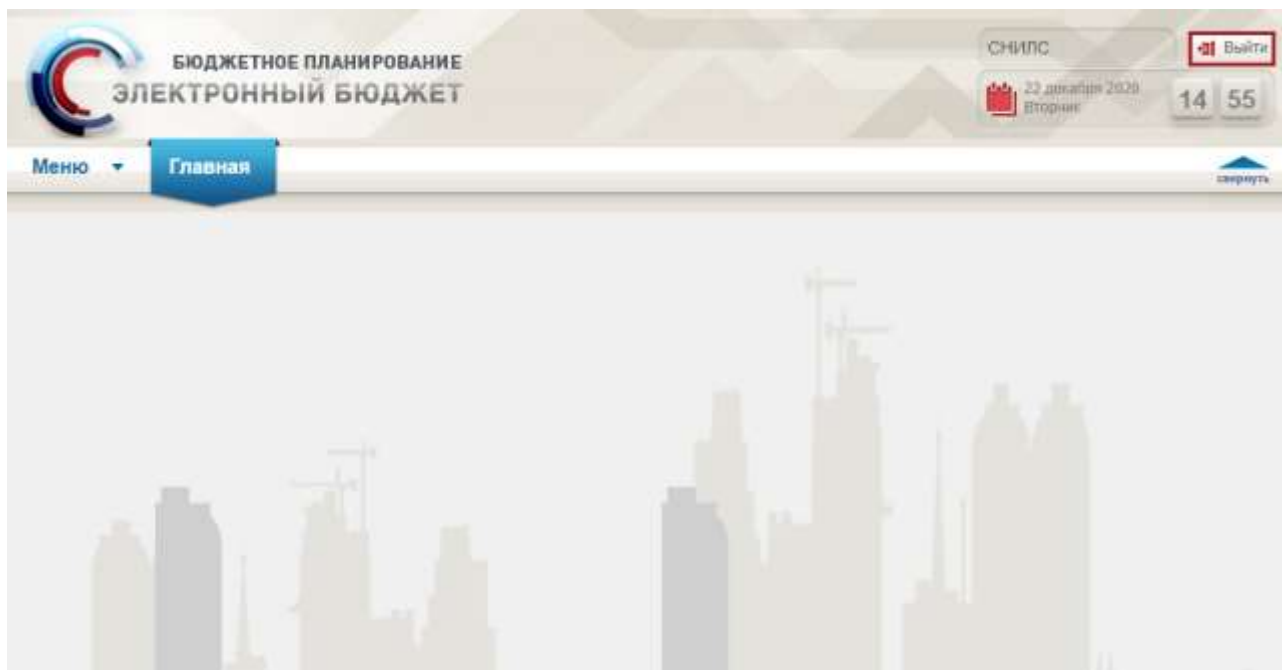 БЮДЖЕТНОЕ ПЛАНИРОВАНИЕ
ЭЛЕКТРОННЫЙ БЮДЖЕТ
СНИЛС
Выйти
22 декабря 2020
Вторник
14 55
Меню
Главная
свернуть